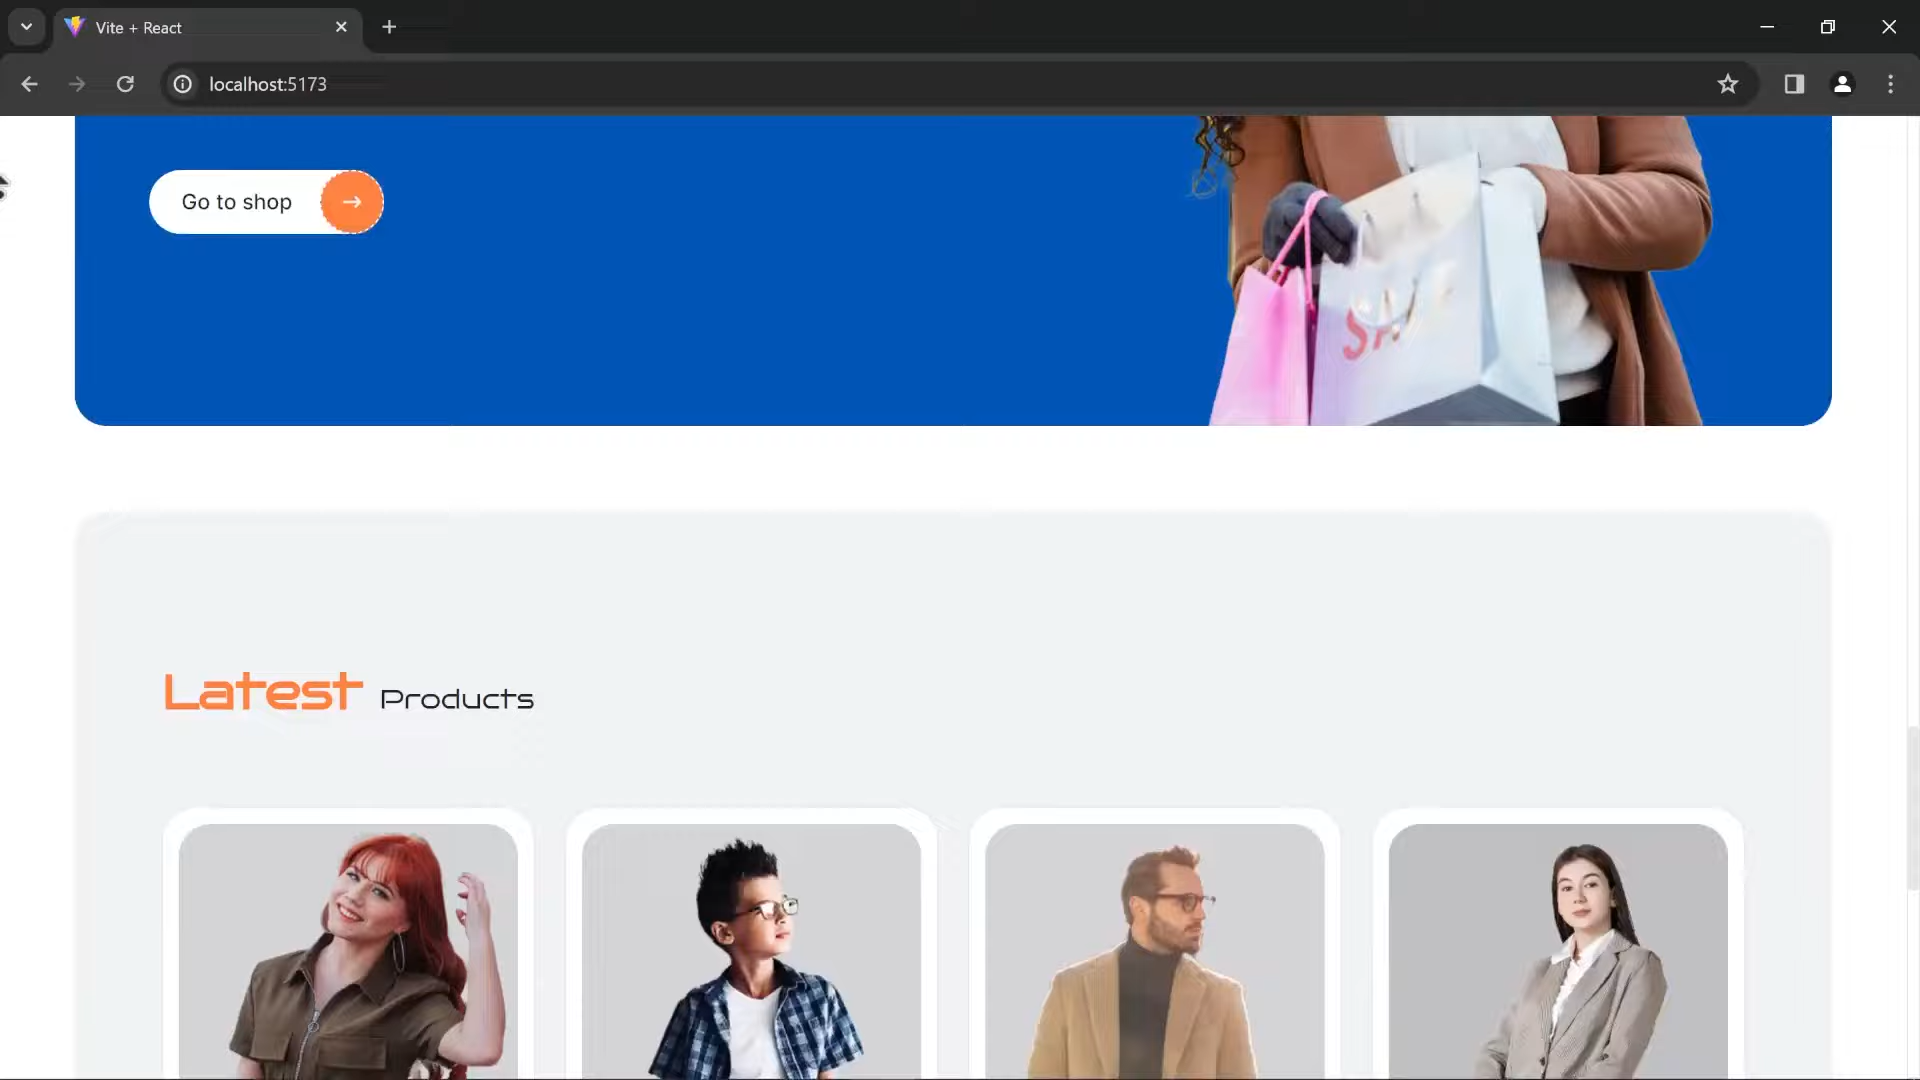 Vite + React
localhost:5173
Go to shop
Latest Products